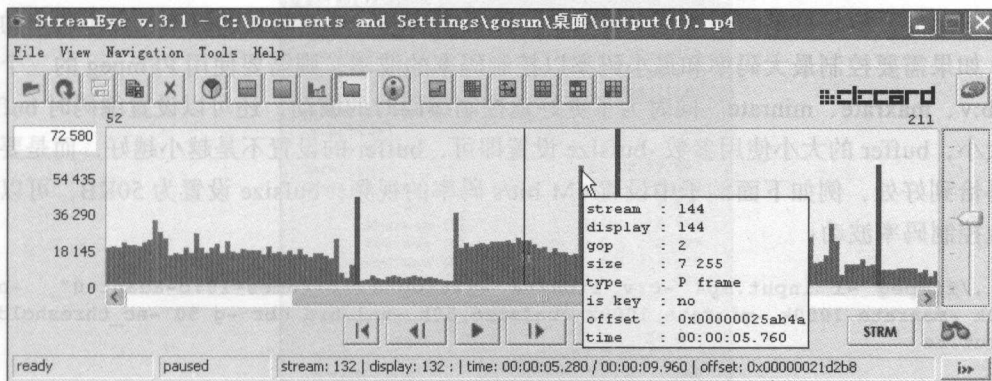 StreamEye v.3.1 - C:\Documents and Settings\gosun\桌面\output(1).mp4
File View Navigation Tools Help
elecard
52
211
72 580
54 435
36 290
18 145
0
stream : 144
display : 144
gop : 2
size : 7 255
type : P frame
is key : no
offset : 0x00000025ab4a
time : 00:00:05.760
STRM
ready
paused
stream: 132 | display: 132 : | time: 00:00:05.280 / 00:00:09.960 | offset: 0x00000021d2b8